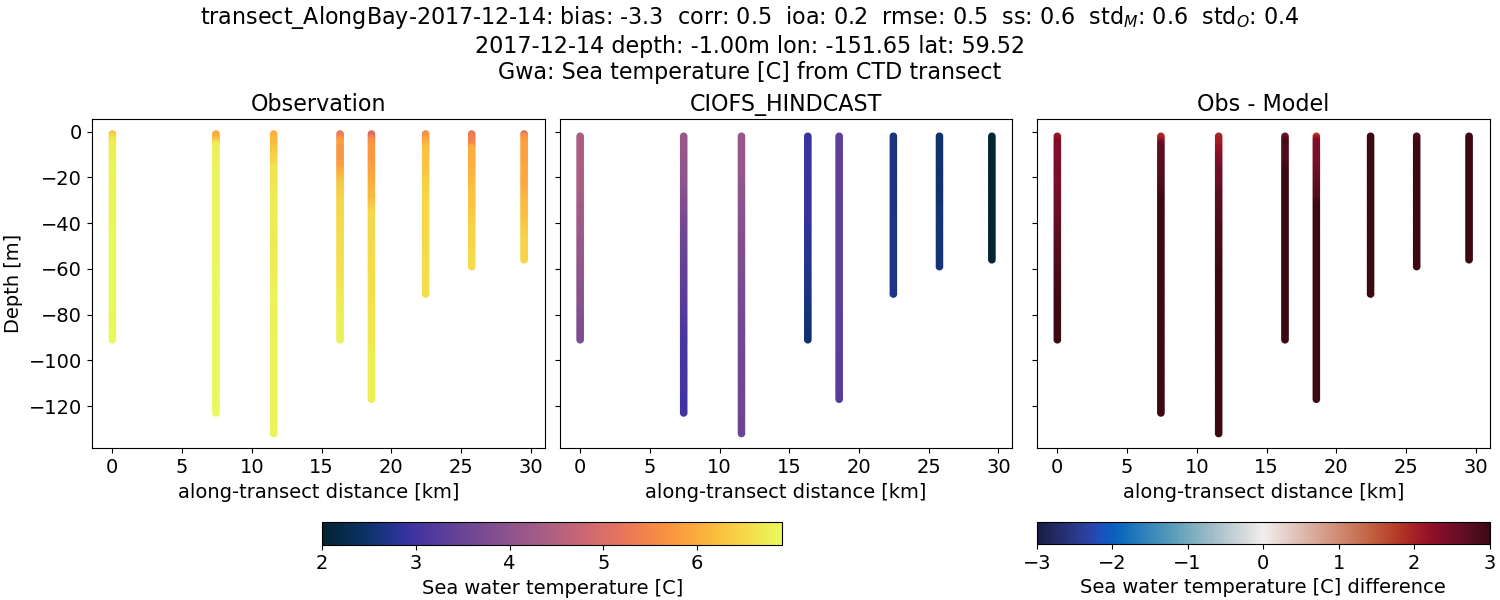 transect_AlongBay-2017-12-14: bias: -3.3 corr: 0.5 ioa: 0.2 rmse: 0.5 ss: 0.6 std_M: 0.6 std_O: 0.4
2017-12-14 depth: -1.00m lon: -151.65 lat: 59.52
Gwa: Sea temperature [C] from CTD transect
Observation CIOFS_HINDCAST Obs - Model
0
−20
−40
−60
−80
−100
−120
Depth [m]
0 5 10 15 20 25 30 0 5 10 15 20 25 30 0 5 10 15 20 25 30
along-transect distance [km] along-transect distance [km] along-transect distance [km]
2 3 4 5 6 −3 −2 −1 0 1 2 3
Sea water temperature [C] Sea water temperature [C] difference